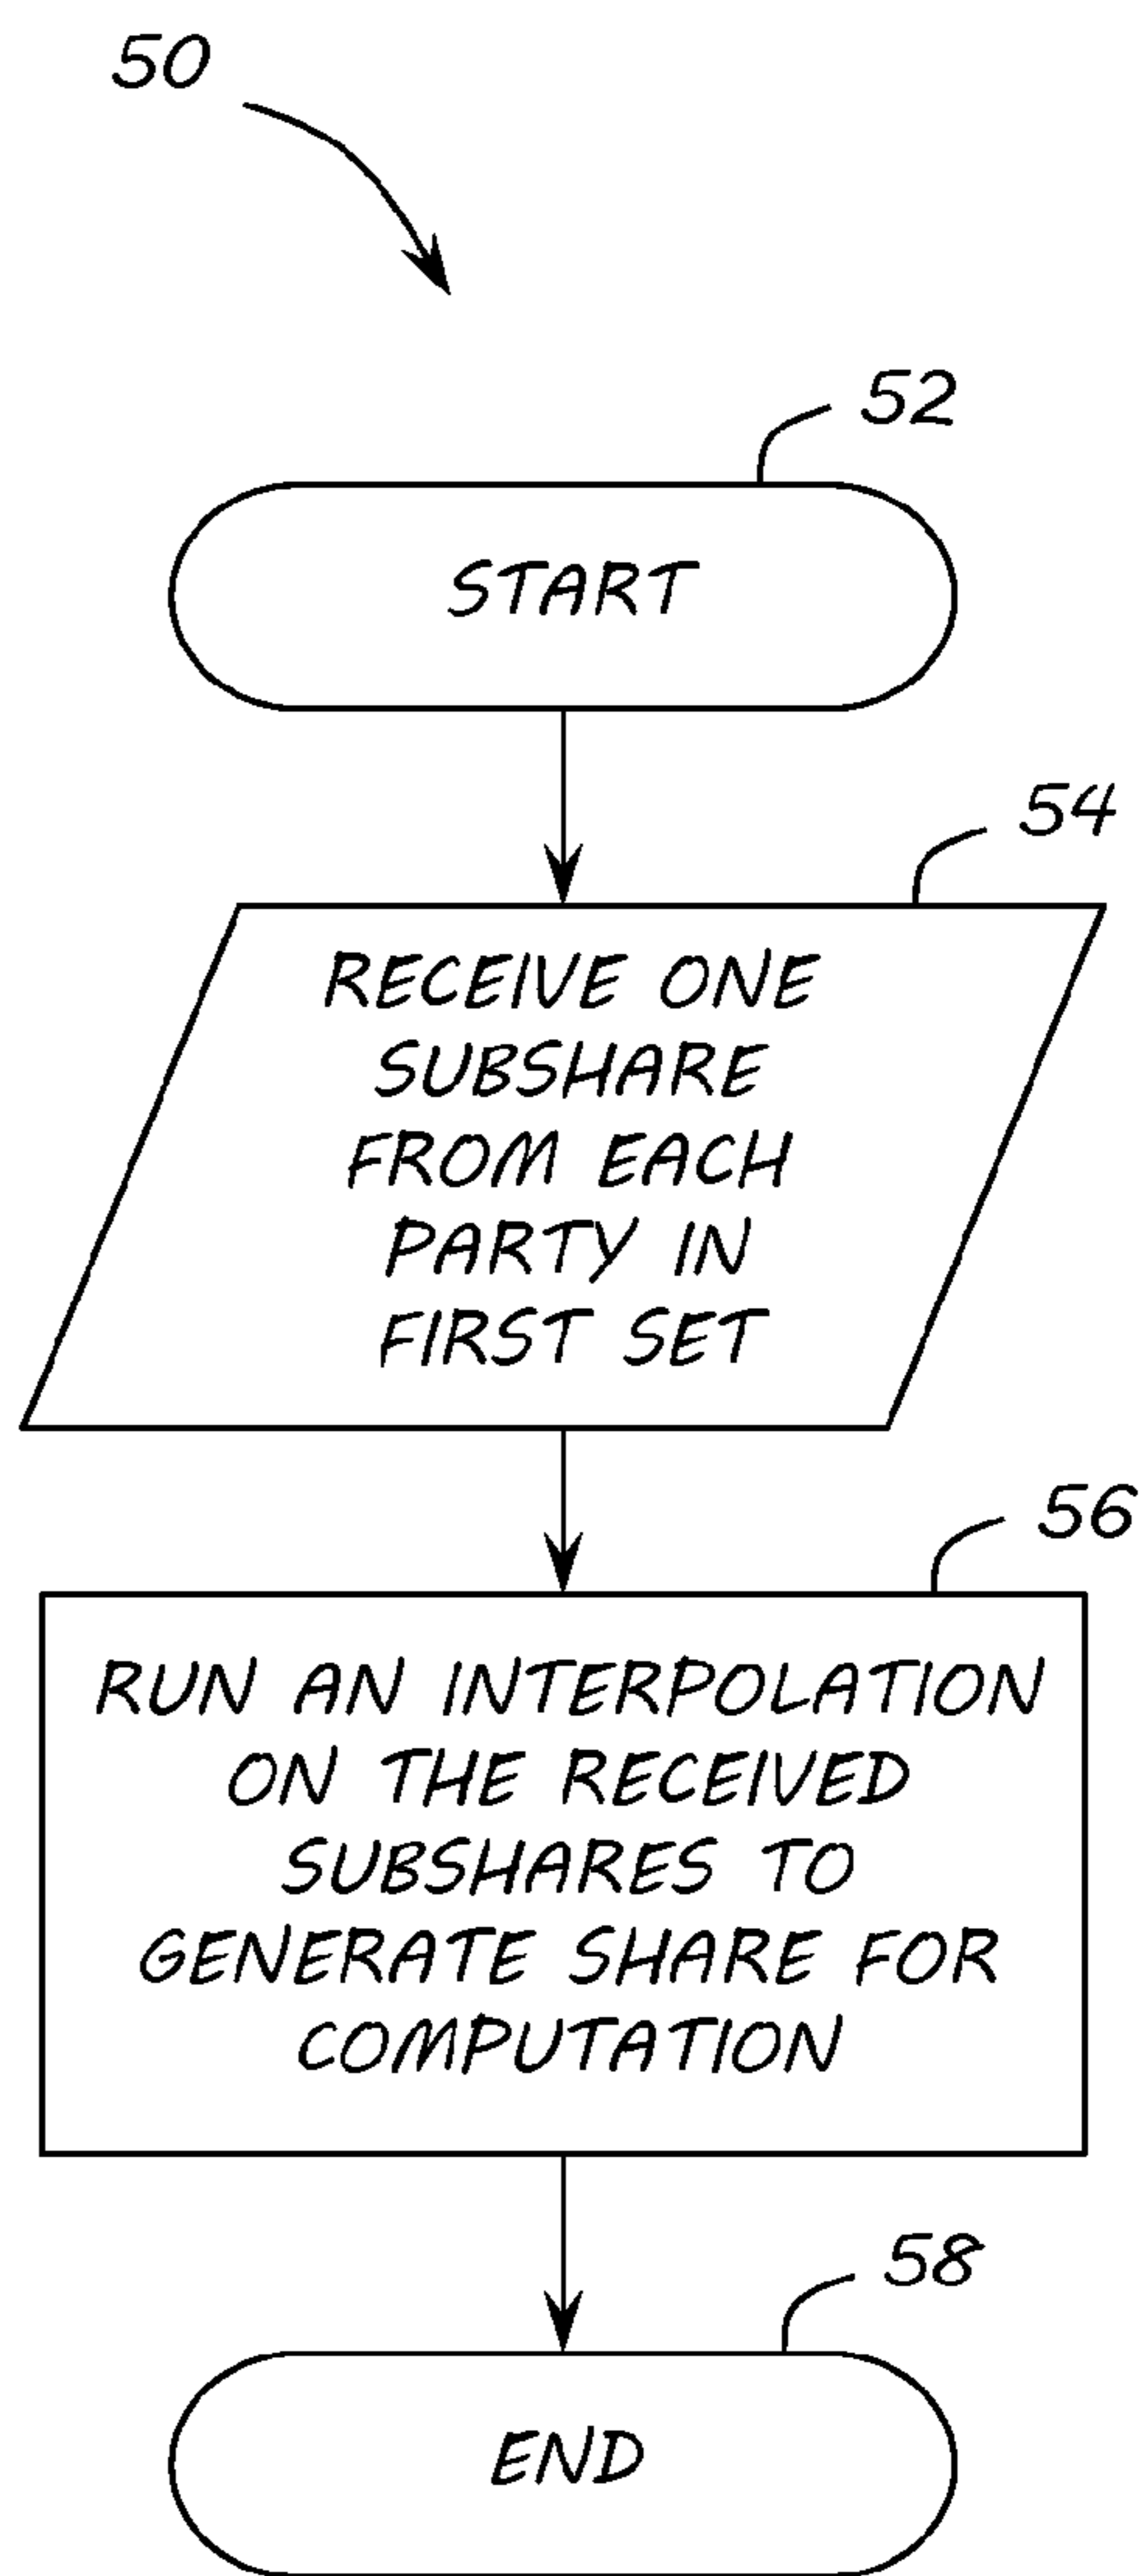 50
52
START
54
RECEIVE ONE
SUBSHARE
FROM EACH
PARTY IN
FIRST SET
56
RUN AN INTERPOLATION
ON THE RECEIVED
SUBSHARES TO
GENERATE SHARE FOR
COMPUTATION
58
END